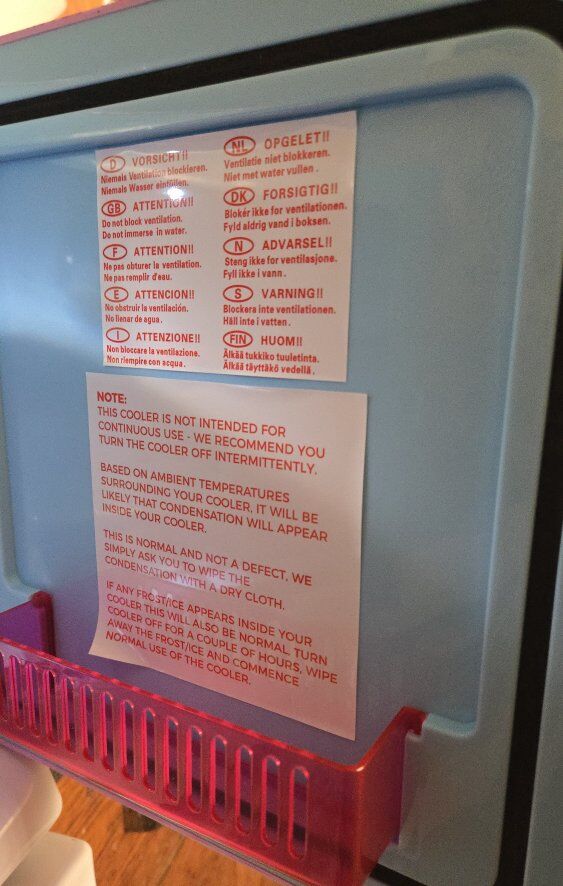 D VORSICHT!!
Niemals Ventilation blockieren.
Niemals Wasser einfüllen.
GB ATTENTION!!
Do not block ventilation.
Do not immerse in water.
F ATTENTION!!
Ne pas obturer la ventilation.
Ne pas remplir d'eau.
E ATTENCION!!
No obstruir la ventilación.
No llenar de agua.
I ATTENZIONE!!
Non bloccare la ventilazione.
Non riempire con acqua.
NL OPGELET!!
Ventilatie niet blokkeren.
Niet met water vullen.
DK FORSIGTIG!!
Blokér ikke for ventilationen.
Fyld aldrig vand i boksen.
N ADVARSEL!!
Steng ikke for ventilasjone.
Fyll ikke i vann.
S VARNING!!
Blockera inte ventilationen.
Häll inte i vatten.
FIN HUOM!!
Älkää tukkiko tuuletinta.
Älkää täyttäkö vedellä.
NOTE:
THIS COOLER IS NOT INTENDED FOR
CONTINUOUS USE - WE RECOMMEND YOU
TURN THE COOLER OFF INTERMITTENTLY.
BASED ON AMBIENT TEMPERATURES
SURROUNDING YOUR COOLER, IT WILL BE
LIKELY THAT CONDENSATION WILL APPEAR
INSIDE YOUR COOLER.
THIS IS NORMAL AND NOT A DEFECT, WE
SIMPLY ASK YOU TO WIPE THE
CONDENSATION WITH A DRY CLOTH.
IF ANY FROST/ICE APPEARS INSIDE YOUR
COOLER THIS WILL ALSO BE NORMAL. TURN
COOLER OFF FOR A COUPLE OF HOURS, WIPE
AWAY THE FROST/ICE AND COMMENCE
NORMAL USE OF THE COOLER.